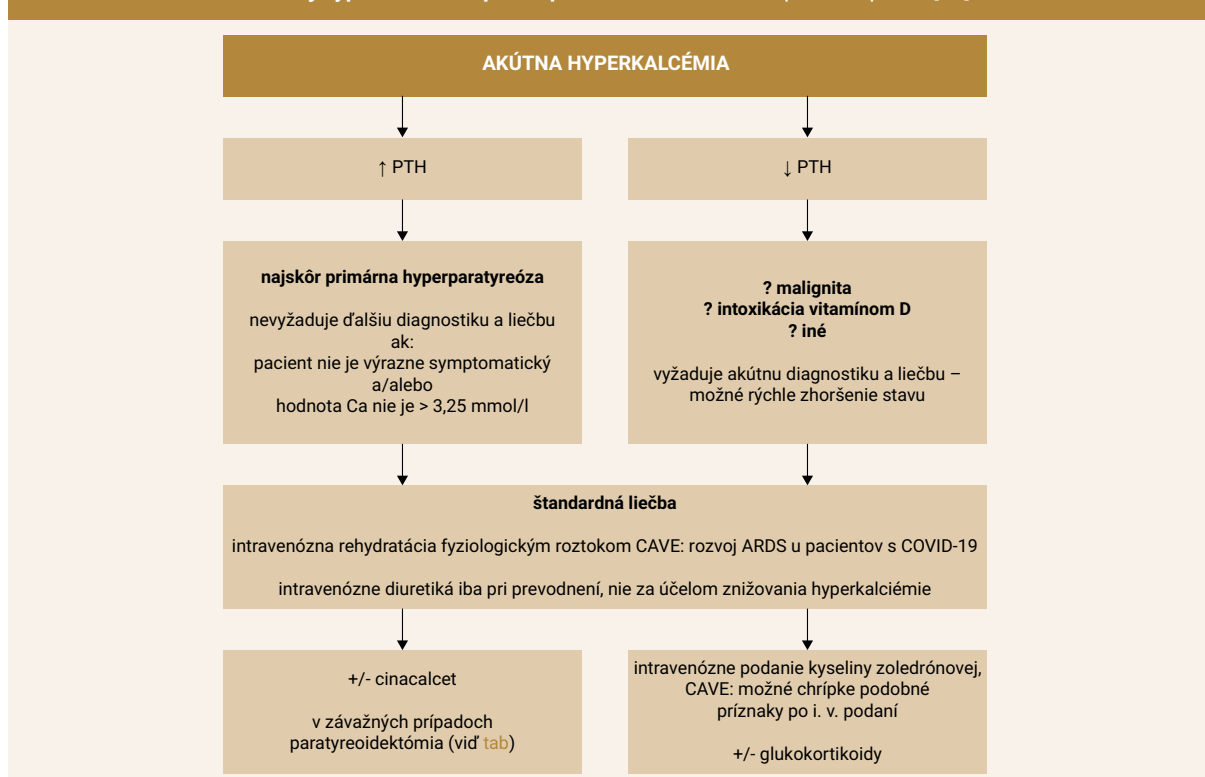 AKÚTNA HYPERKALCÉMIA
↑ PTH
↓ PTH
najskôr primárna hyperparatyreóza
nevyžaduje ďalšiu diagnostiku a liečbu
ak:
pacient nie je výrazne symptomatický
a/alebo
hodnota Ca nie je > 3,25 mmol/l
? malignita
? intoxikácia vitamínom D
? iné
vyžaduje akútnu diagnostiku a liečbu –
možné rýchle zhoršenie stavu
štandardná liečba
intravenózna rehydratácia fyziologickým roztokom CAVE: rozvoj ARDS u pacientov s COVID-19
intravenózne diuretiká iba pri prevodnení, nie za účelom znižovania hyperkalciémie
+/- cinacalcet
v závažných prípadoch
paratyreoidektómia (viď tab)
intravenózne podanie kyseliny zoledrónovej,
CAVE: možné chrípke podobné
príznaky po i. v. podaní
+/- glukokortikoidy